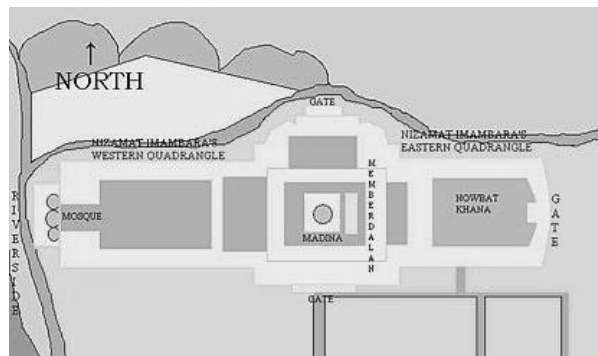 ↑
NORTH
GATE
NIZAMAT IMAMBARA'S
WESTERN QUADRANGLE
NIZAMAT IMAMBARA'S
EASTERN QUADRANGLE
RIVERSIDE
MOSQUE
MADINA
MEMBERDALAN
NOWBAT
KHANA
GATE
GATE